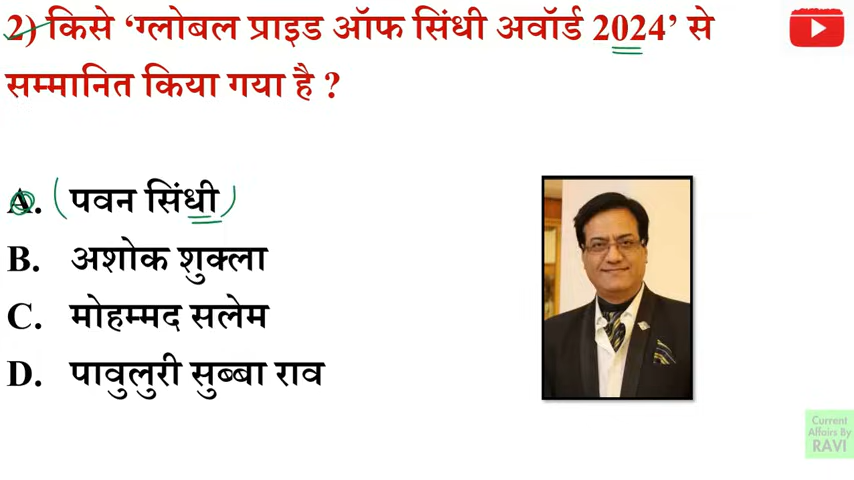 2) किसे ‘ग्लोबल प्राइड ऑफ सिंधी अवॉर्ड 2024’ से
सम्मानित किया गया है ?
A. (पवन सिंधी)
B. अशोक शुक्ला
C. मोहम्मद सलेम
D. पावुलुरी सुब्बा राव
Current
Affairs By
RAVI